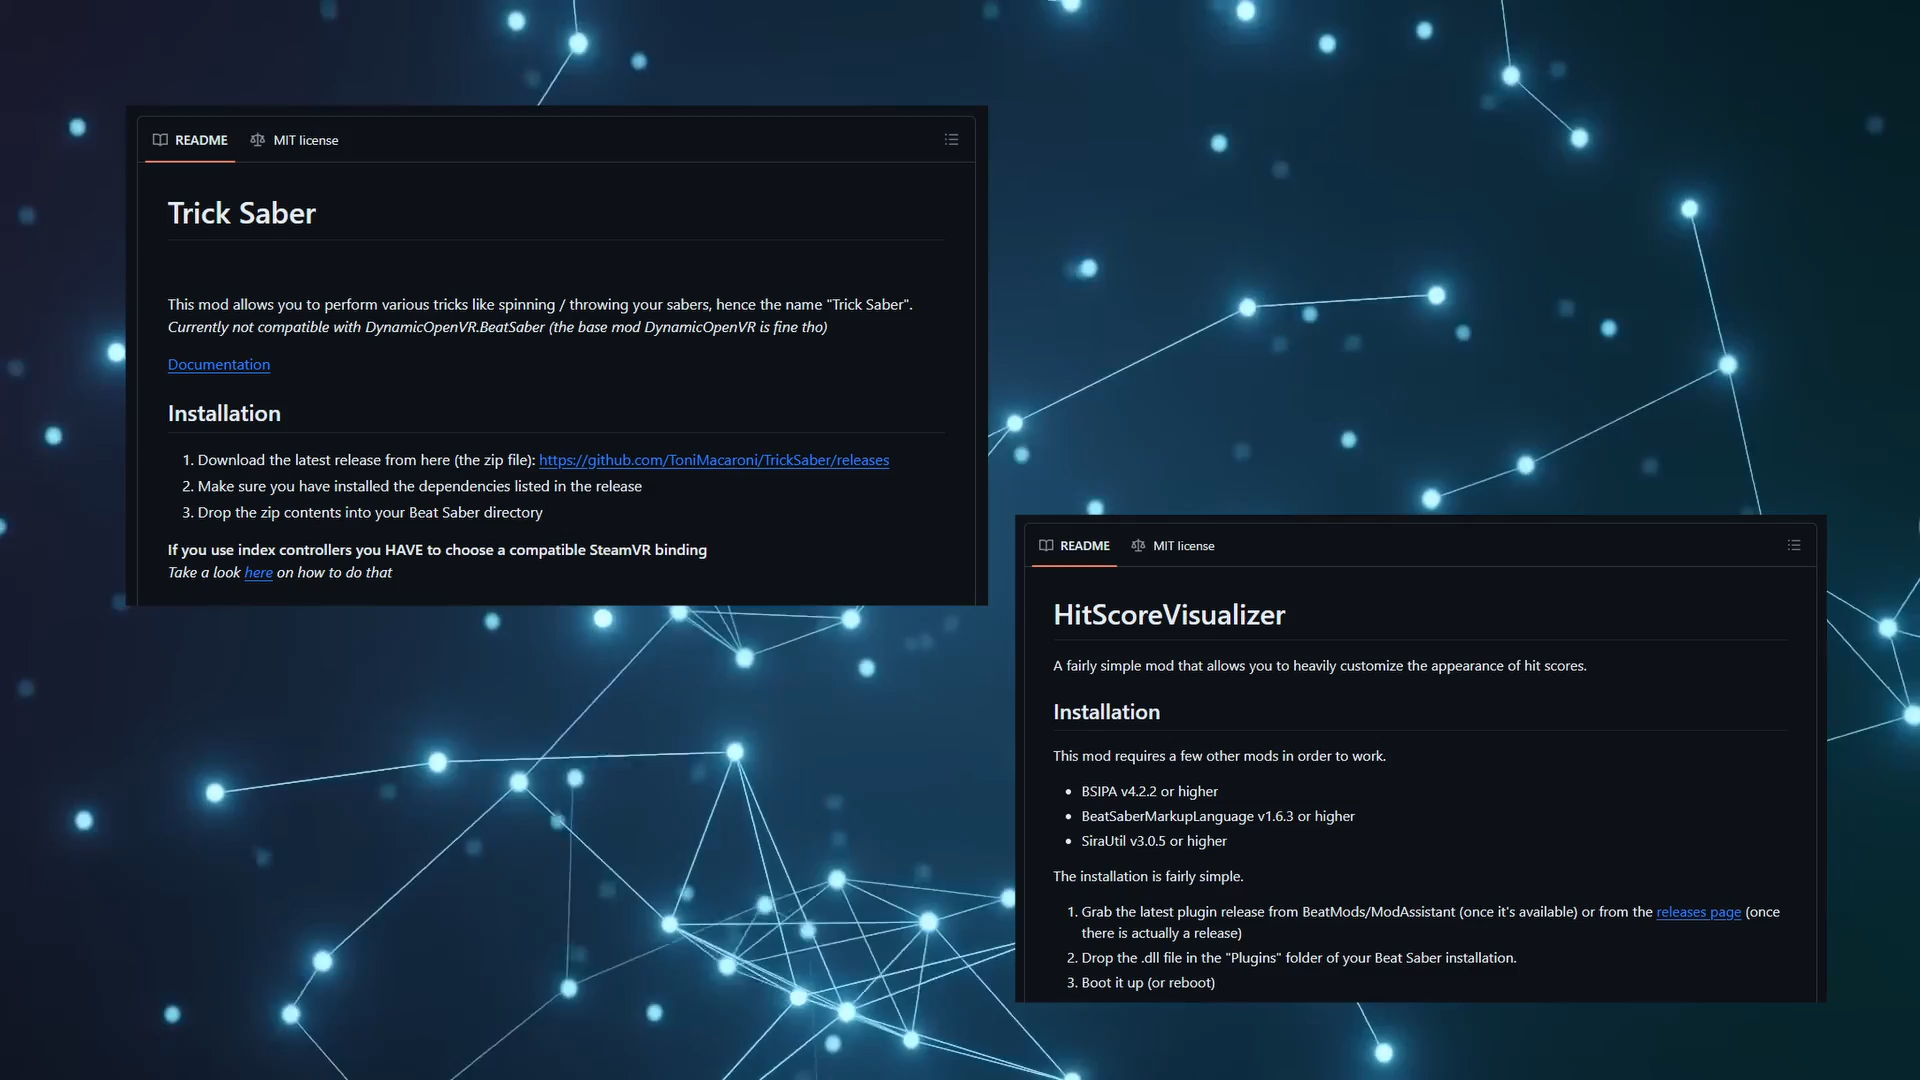 README
MIT license
Trick Saber
This mod allows you to perform various tricks like spinning / throwing your sabers, hence the name "Trick Saber".
Currently not compatible with DynamicOpenVR.BeatSaber (the base mod DynamicOpenVR is fine tho)
Documentation
Installation
1. Download the latest release from here (the zip file): https://github.com/ToniMacaroni/TrickSaber/releases
2. Make sure you have installed the dependencies listed in the release
3. Drop the zip contents into your Beat Saber directory
If you use index controllers you HAVE to choose a compatible SteamVR binding
Take a look here on how to do that
README
MIT license
HitScoreVisualizer
A fairly simple mod that allows you to heavily customize the appearance of hit scores.
Installation
This mod requires a few other mods in order to work.
• BSIPA v4.2.2 or higher
• BeatSaberMarkupLanguage v1.6.3 or higher
• SiraUtil v3.0.5 or higher
The installation is fairly simple.
1. Grab the latest plugin release from BeatMods/ModAssistant (once it's available) or from the releases page (once
there is actually a release)
2. Drop the .dll file in the "Plugins" folder of your Beat Saber installation.
3. Boot it up (or reboot)